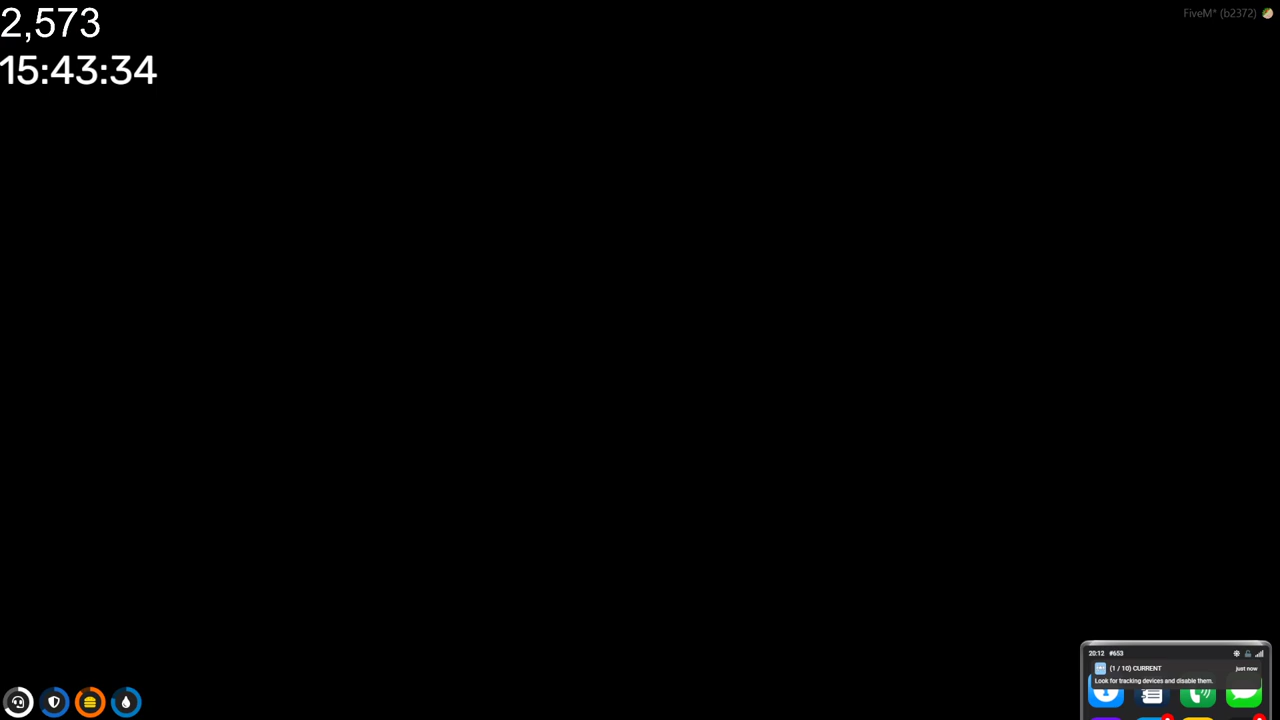 2,573
FiveM* (b2372)
15:43:34
20:12 #653
(1 / 10) CURRENT just now
Look for tracking devices and disable them.